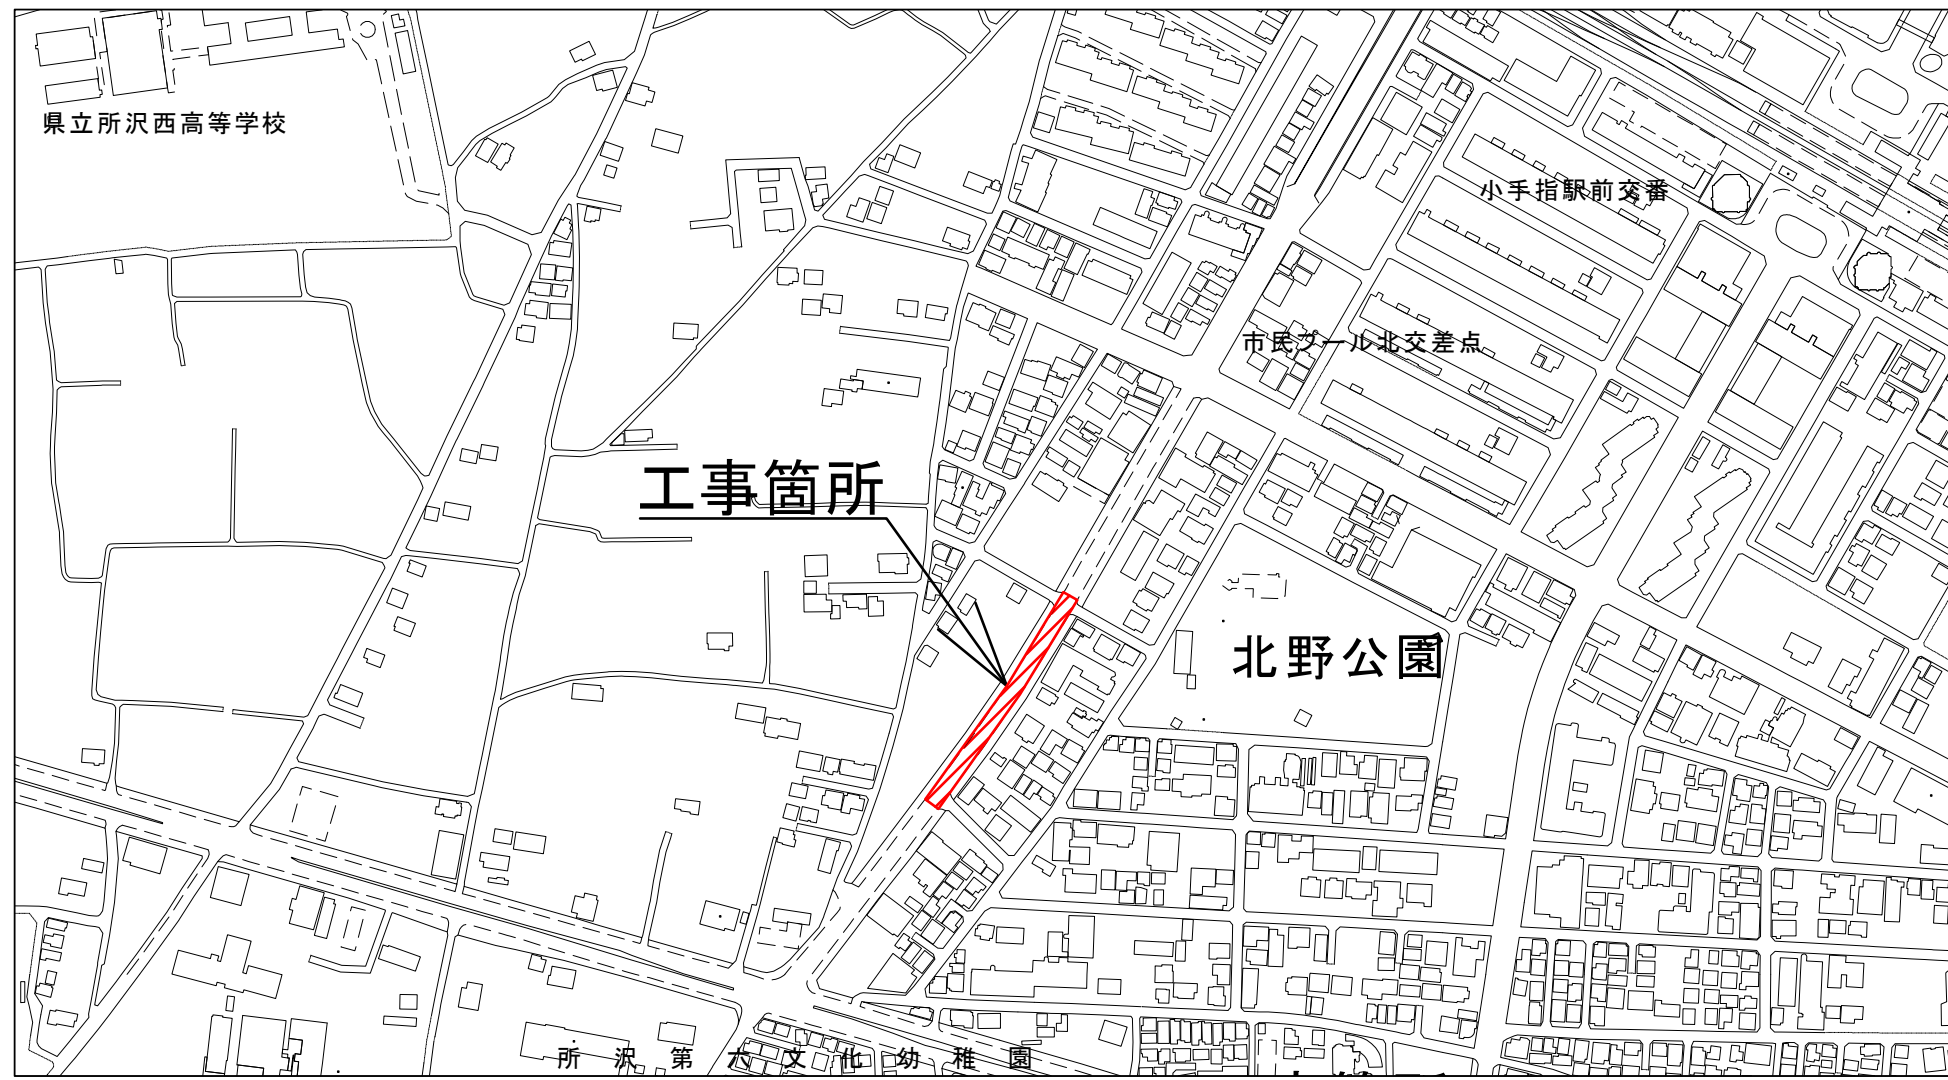 県立所沢西高等学校
小手指駅前交番
市民プール北交差点
工事箇所
北野公園
所沢第六文化幼稚園